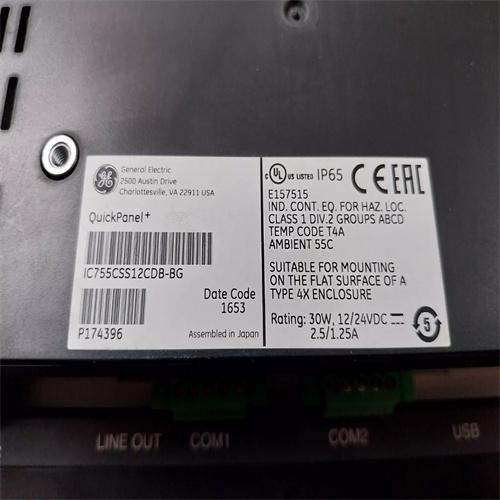 General Electric
2500 Austin Drive
Charlottesville, VA 22911 USA
QuickPanel+
IC755CSS12CDB-BG
Date Code
1653
P174396
Assembled in Japan
c UL us LISTED IP65 CE EAC
E157515
IND. CONT. EQ. FOR HAZ. LOC.
CLASS 1 DIV.2 GROUPS ABCD
TEMP CODE T4A
AMBIENT 55C
SUITABLE FOR MOUNTING
ON THE FLAT SURFACE OF A
TYPE 4X ENCLOSURE
Rating: 30W, 12/24VDC
2.5/1.25A
5
LINE OUT
COM1
COM2
USB